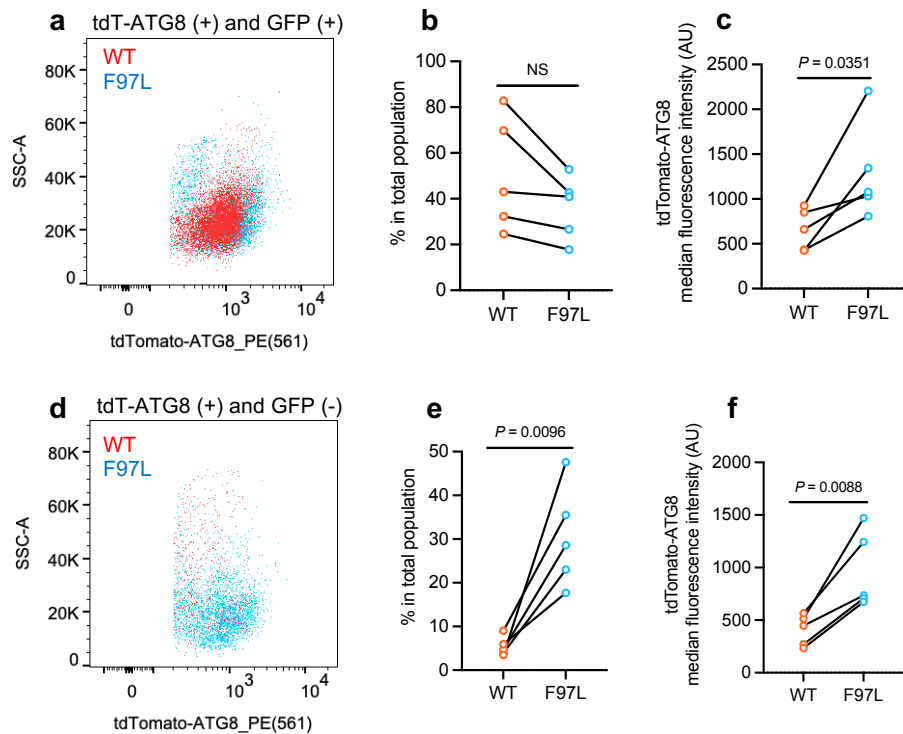 a
tdT-ATG8 (+) and GFP (+)
WT
F97L
80K
60K
40K
20K
0
SSC-A
0
10³
10⁴
tdTomato-ATG8_PE(561)
b
NS
100
80
60
40
20
0
% in total population
WT
F97L
c
P = 0.0351
2500
2000
1500
1000
500
0
tdTomato-ATG8
median fluorescence intensity (AU)
WT
F97L
d
tdT-ATG8 (+) and GFP (-)
WT
F97L
80K
60K
40K
20K
0
SSC-A
0
10³
10⁴
tdTomato-ATG8_PE(561)
e
P = 0.0096
50
40
30
20
10
0
% in total population
WT
F97L
f
P = 0.0088
2000
1500
1000
500
0
tdTomato-ATG8
median fluorescence intensity (AU)
WT
F97L